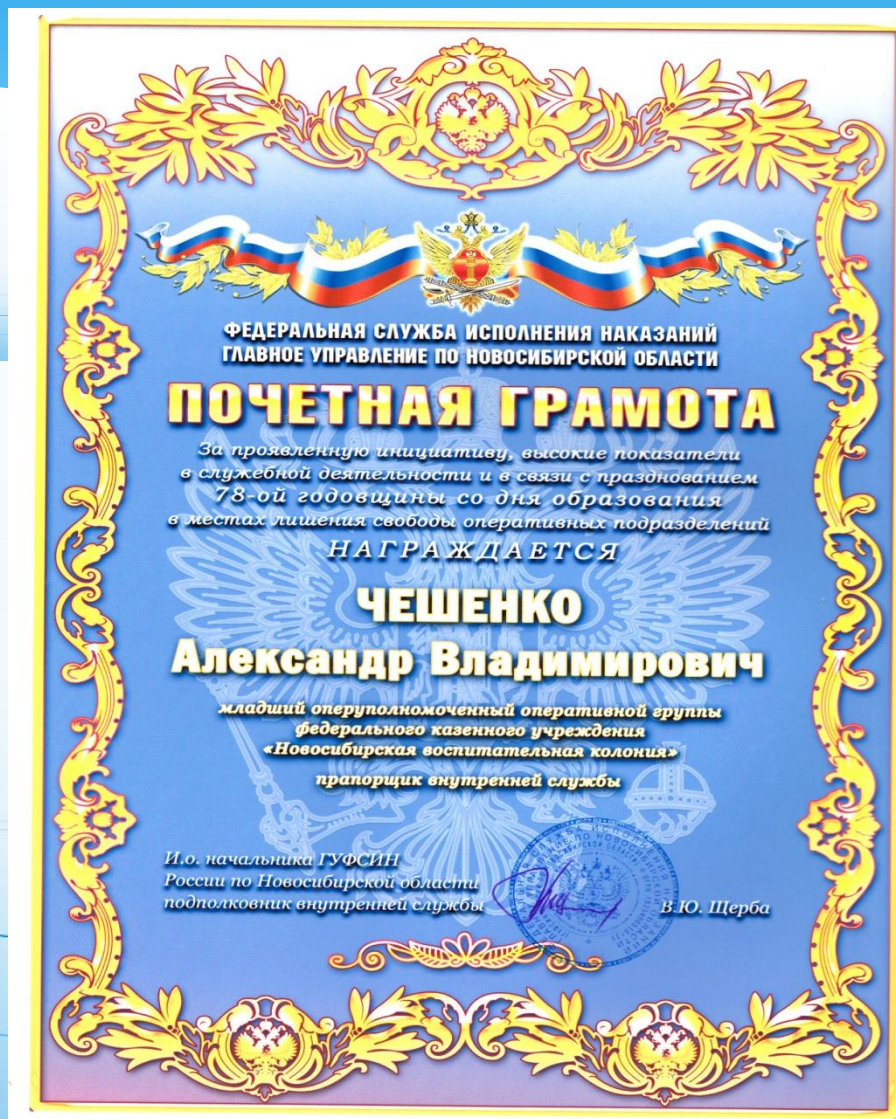 ФЕДЕРАЛЬНАЯ СЛУЖБА ИСПОЛНЕНИЯ НАКАЗАНИЙ
ГЛАВНОЕ УПРАВЛЕНИЕ ПО НОВОСИБИРСКОЙ ОБЛАСТИ
ПОЧЕТНАЯ ГРАМОТА
За проявленную инициативу, высокие показатели
в служебной деятельности и в связи с празднованием
78-ой годовщины со дня образования
в местах лишения свободы оперативных подразделений
НАГРАЖДАЕТСЯ
ЧЕШЕНКО
Александр Владимирович
младший оперуполномоченный оперативной группы
федерального казенного учреждения
«Новосибирская воспитательная колония»
прапорщик внутренней службы
И.о. начальника ГУФСИН
России по Новосибирской области
подполковник внутренней службы
В.Ю. Щерба